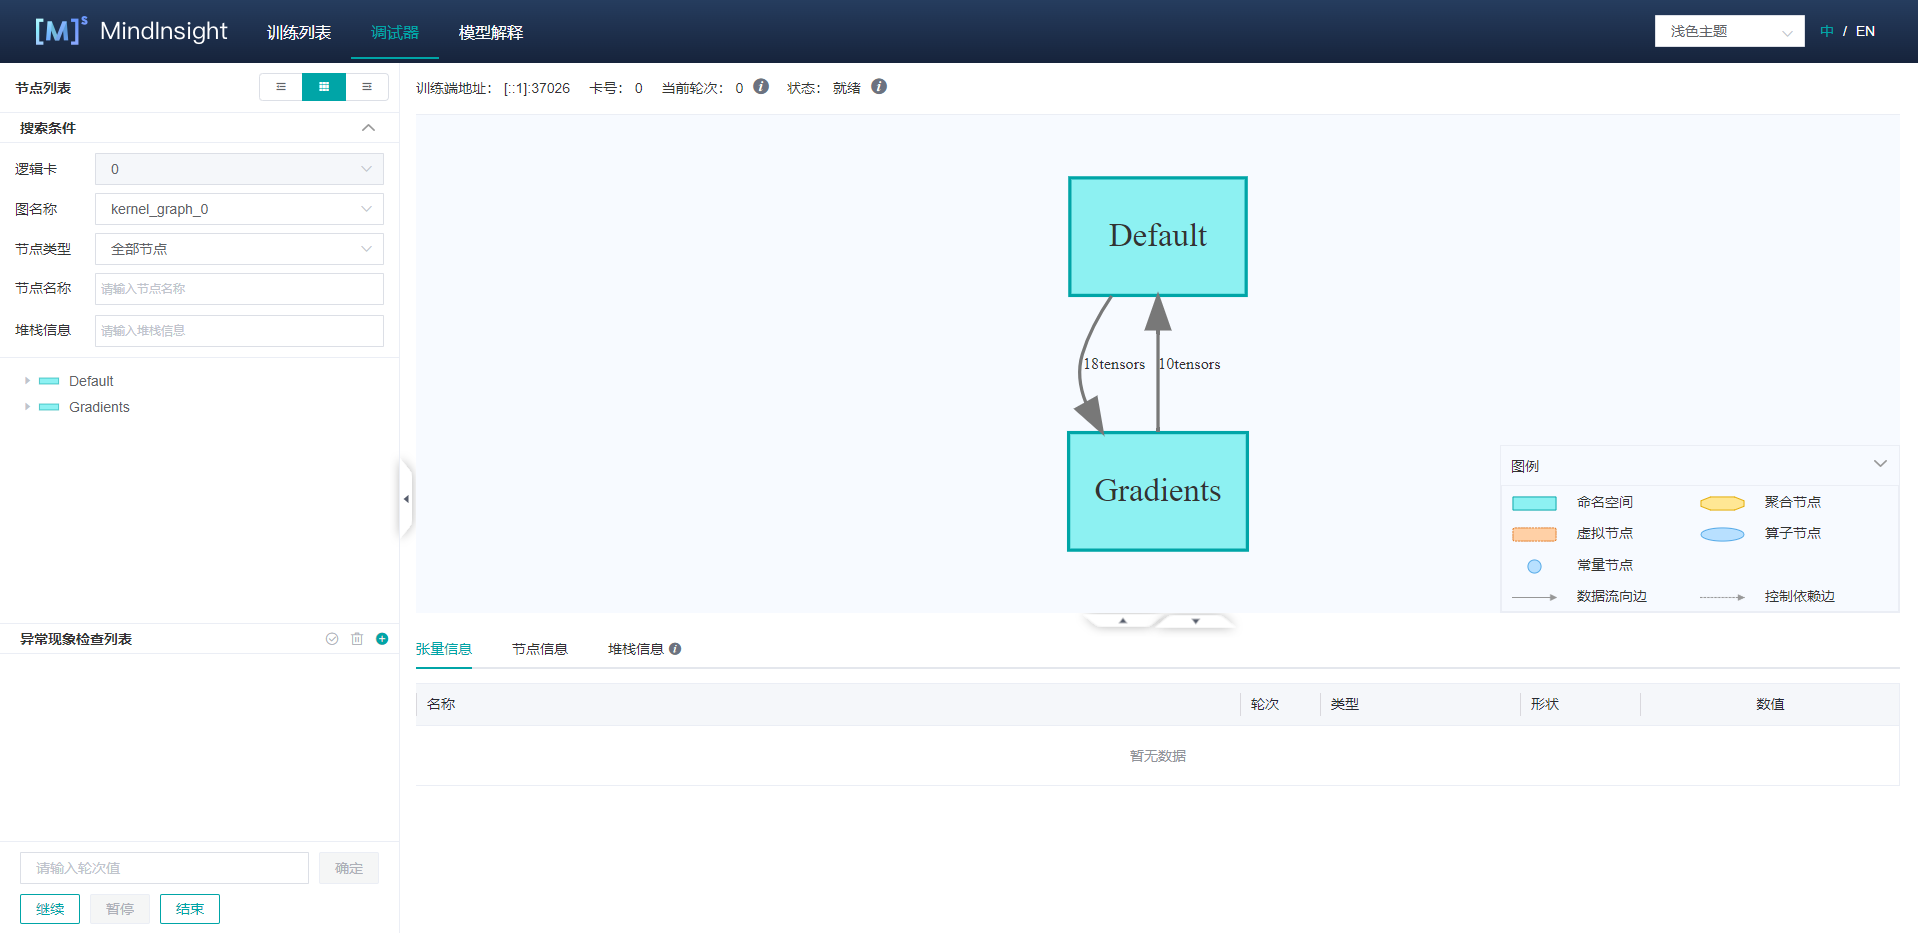 [M]s MindInsight 训练列表 调试器 模型解释 浅色主题 中 / EN
节点列表
训练端地址： [::1]:37026 卡号： 0 当前轮次： 0 i 状态： 就绪 i
搜索条件
逻辑卡 0
图名称 kernel_graph_0
节点类型 全部节点
节点名称 请输入节点名称
堆栈信息 请输入堆栈信息
Default
Gradients
Default
18tensors 10tensors
Gradients
图例
命名空间 聚合节点
虚拟节点 算子节点
常量节点
数据流向边 控制依赖边
异常现象检查列表
张量信息 节点信息 堆栈信息 i
名称 轮次 类型 形状 数值
暂无数据
请输入轮次值 确定
继续 暂停 结束